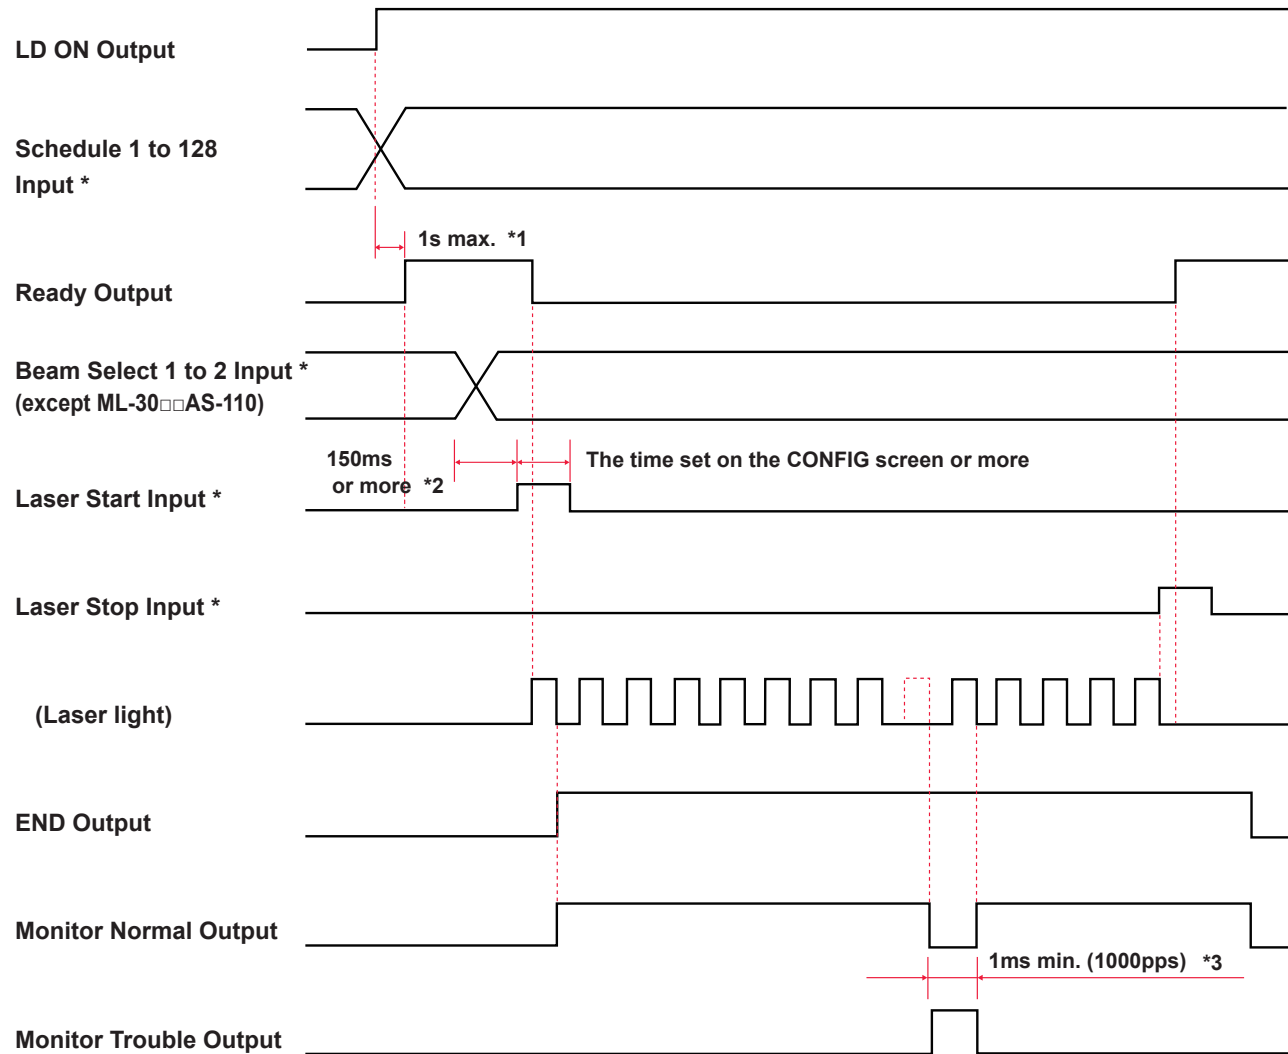 LD ON Output
Schedule 1 to 128
Input *
1s max. *1
Ready Output
Beam Select 1 to 2 Input *
(except ML-30□□AS-110)
150ms
or more *2
The time set on the CONFIG screen or more
Laser Start Input *
Laser Stop Input *
(Laser light)
END Output
Monitor Normal Output
1ms min. (1000pps) *3
Monitor Trouble Output